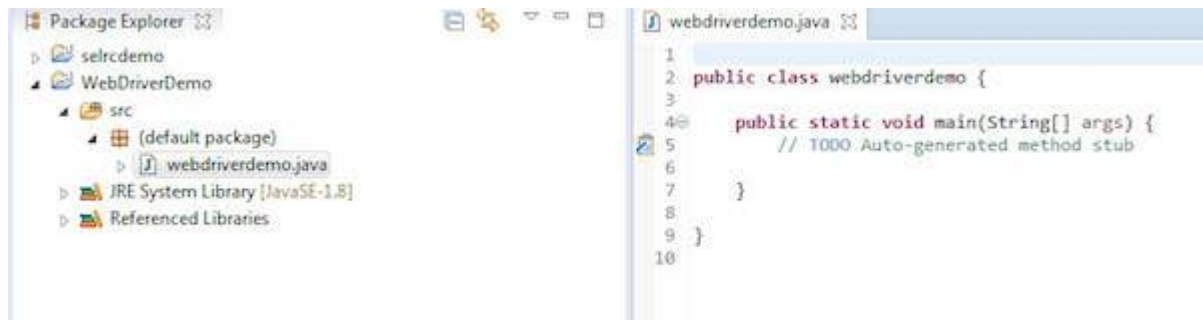 Package Explorer
selrcdemo
WebDriverDemo
src
(default package)
webdriverdemo.java
JRE System Library [JavaSE-1.8]
Referenced Libraries
webdriverdemo.java
1
2 public class webdriverdemo {
3
4 public static void main(String[] args) {
5 // TODO Auto-generated method stub
6
7 }
8
9 }
10